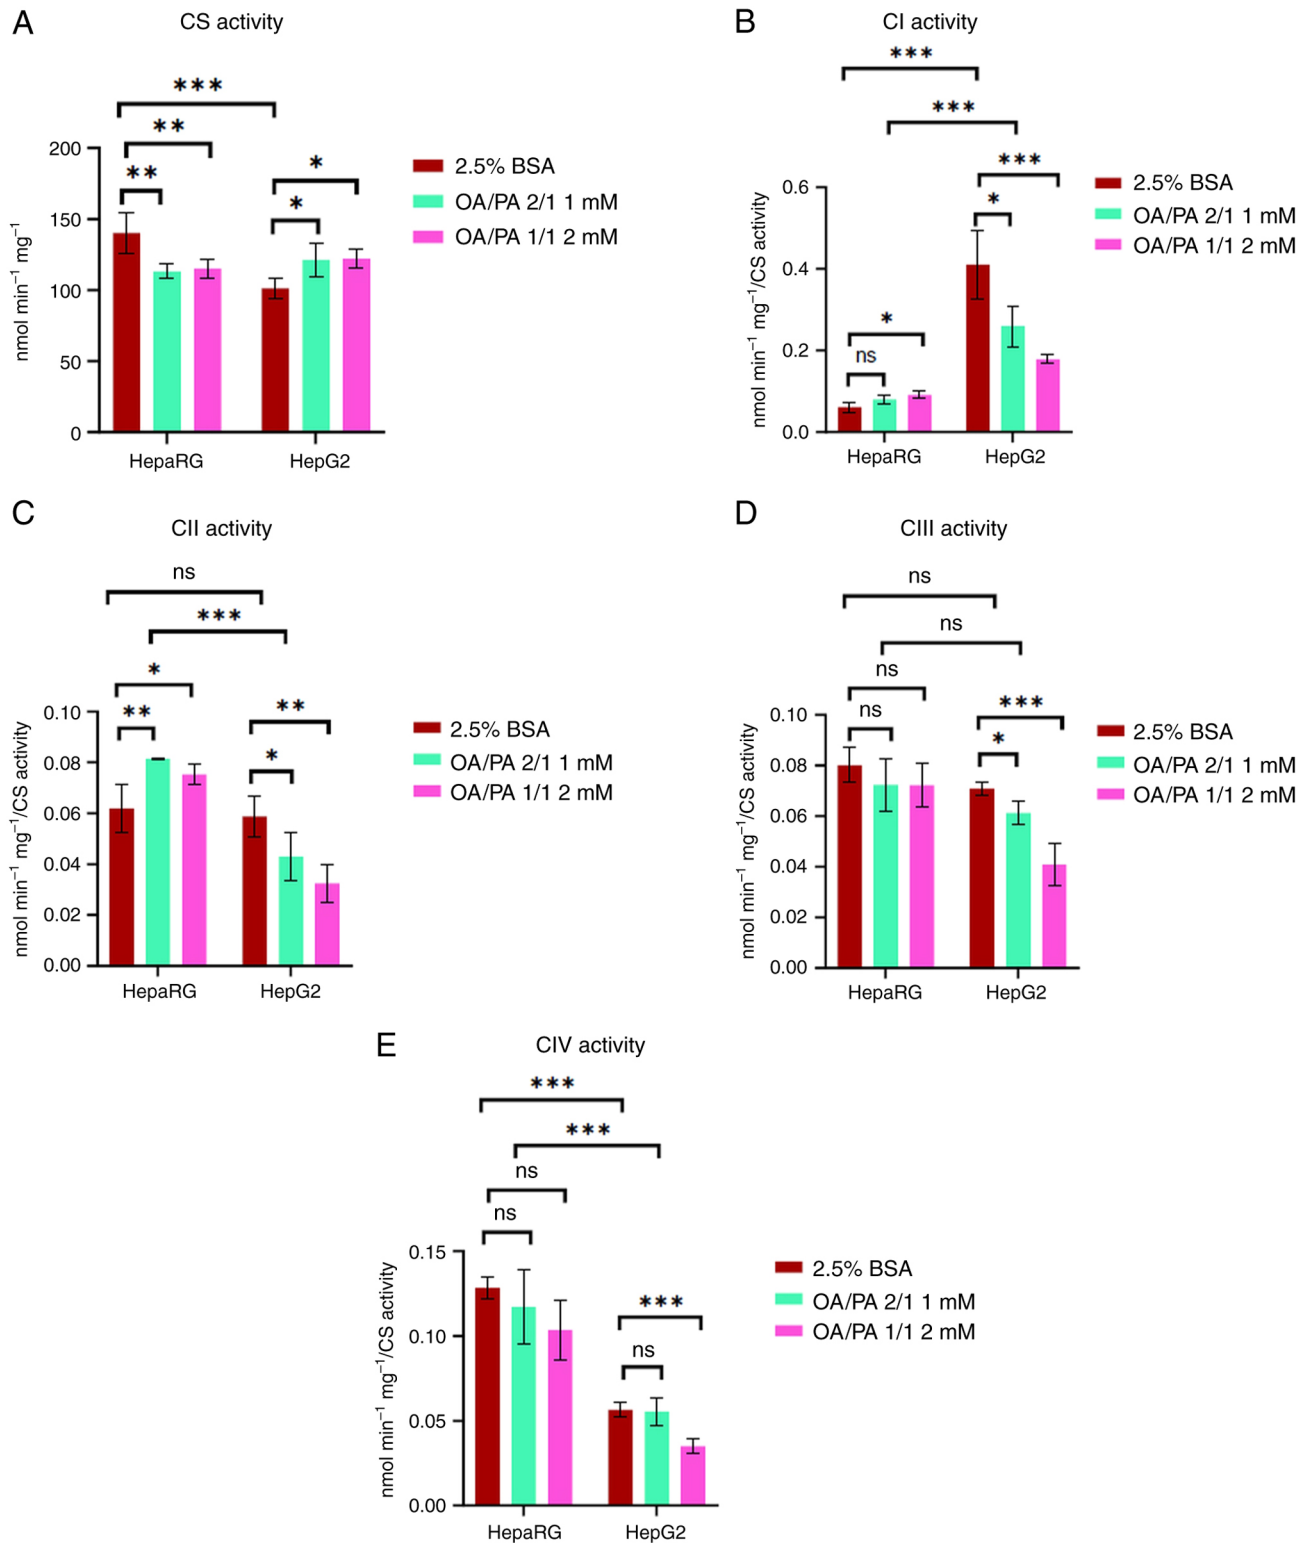 A
CS activity
***
**
**
*
*
200
150
100
50
0
nmol min⁻¹ mg⁻¹
HepaRG
HepG2
2.5% BSA
OA/PA 2/1 1 mM
OA/PA 1/1 2 mM
B
CI activity
***
***
***
*
*
ns
0.6
0.4
0.2
0.0
nmol min⁻¹ mg⁻¹/CS activity
HepaRG
HepG2
2.5% BSA
OA/PA 2/1 1 mM
OA/PA 1/1 2 mM
C
CII activity
ns
***
*
**
**
*
0.10
0.08
0.06
0.04
0.02
0.00
nmol min⁻¹ mg⁻¹/CS activity
HepaRG
HepG2
2.5% BSA
OA/PA 2/1 1 mM
OA/PA 1/1 2 mM
D
CIII activity
ns
ns
ns
ns
***
*
0.10
0.08
0.06
0.04
0.02
0.00
nmol min⁻¹ mg⁻¹/CS activity
HepaRG
HepG2
2.5% BSA
OA/PA 2/1 1 mM
OA/PA 1/1 2 mM
E
CIV activity
***
***
ns
ns
***
ns
0.15
0.10
0.05
0.00
nmol min⁻¹ mg⁻¹/CS activity
HepaRG
HepG2
2.5% BSA
OA/PA 2/1 1 mM
OA/PA 1/1 2 mM